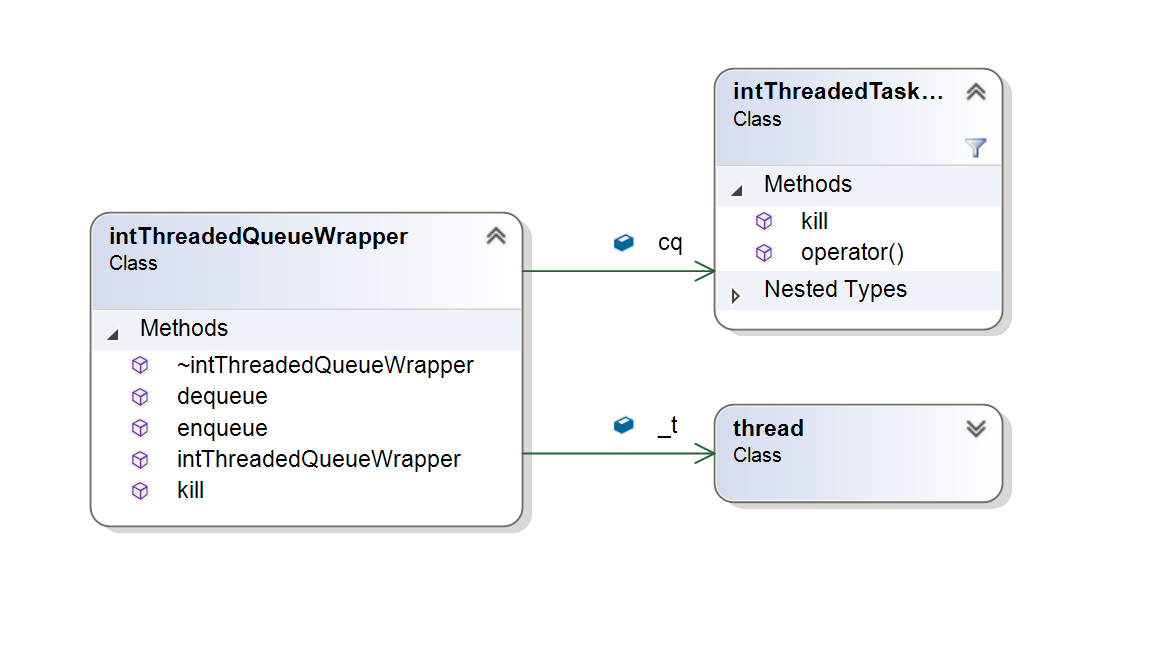 intThreadedTask...
Class
Methods
kill
operator()
Nested Types
intThreadedQueueWrapper
Class
Methods
~intThreadedQueueWrapper
dequeue
enqueue
intThreadedQueueWrapper
kill
cq
_t
thread
Class